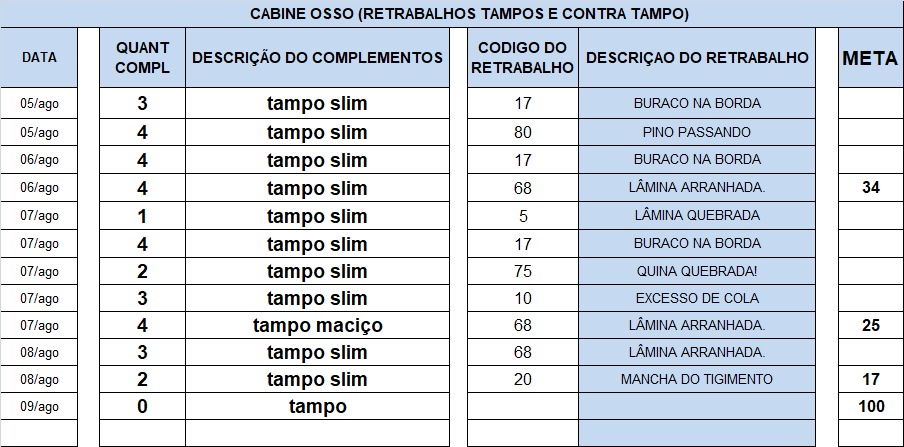 CABINE OSSO (RETRABALHOS TAMPOS E CONTRA TAMPO)
DATA QUANT COMPL DESCRIÇÃO DO COMPLEMENTOS CODIGO DO RETRABALHO DESCRIÇAO DO RETRABALHO META
05/ago 3 tampo slim 17 BURACO NA BORDA
05/ago 4 tampo slim 80 PINO PASSANDO
06/ago 4 tampo slim 17 BURACO NA BORDA
06/ago 4 tampo slim 68 LÂMINA ARRANHADA. 34
07/ago 1 tampo slim 5 LÂMINA QUEBRADA
07/ago 4 tampo slim 17 BURACO NA BORDA
07/ago 2 tampo slim 75 QUINA QUEBRADA!
07/ago 3 tampo slim 10 EXCESSO DE COLA
07/ago 4 tampo maciço 68 LÂMINA ARRANHADA. 25
08/ago 3 tampo slim 68 LÂMINA ARRANHADA.
08/ago 2 tampo slim 20 MANCHA DO TIGIMENTO 17
09/ago 0 tampo 100